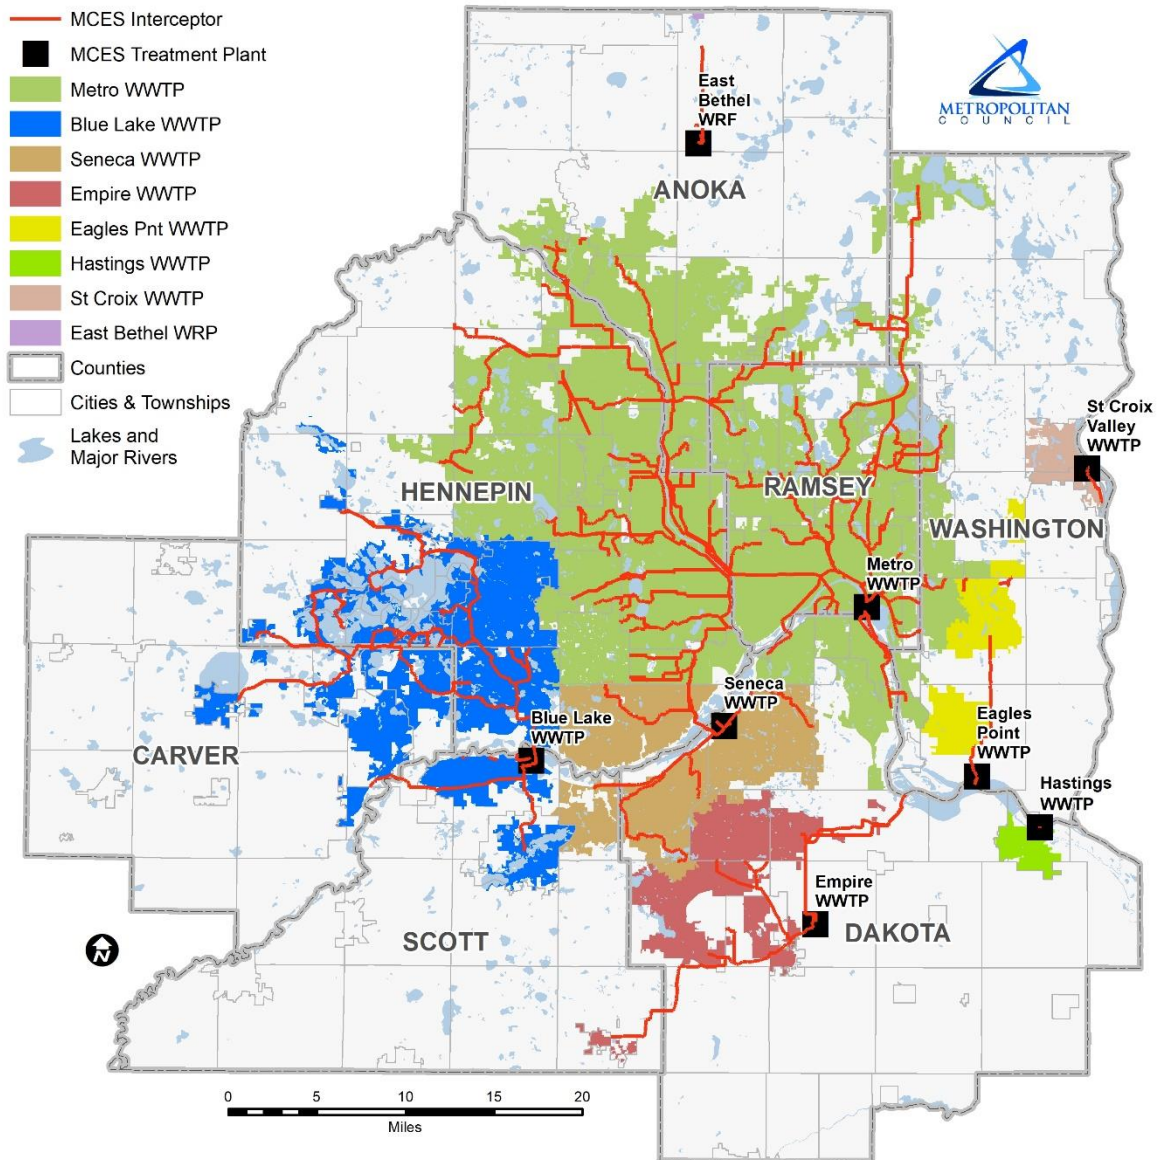 MCES Interceptor
MCES Treatment Plant
Metro WWTP
Blue Lake WWTP
Seneca WWTP
Empire WWTP
Eagles Pnt WWTP
Hastings WWTP
St Croix WWTP
East Bethel WRP
Counties
Cities & Townships
Lakes and
Major Rivers
METROPOLITAN
COUNCIL
East
Bethel
WRF
ANOKA
St Croix
Valley
WWTP
HENNEPIN
RAMSEY
WASHINGTON
Metro
WWTP
Seneca
WWTP
Blue Lake
WWTP
Eagles
Point
WWTP
CARVER
Hastings
WWTP
Empire
WWTP
SCOTT
DAKOTA
N
0 5 10 15 20
Miles